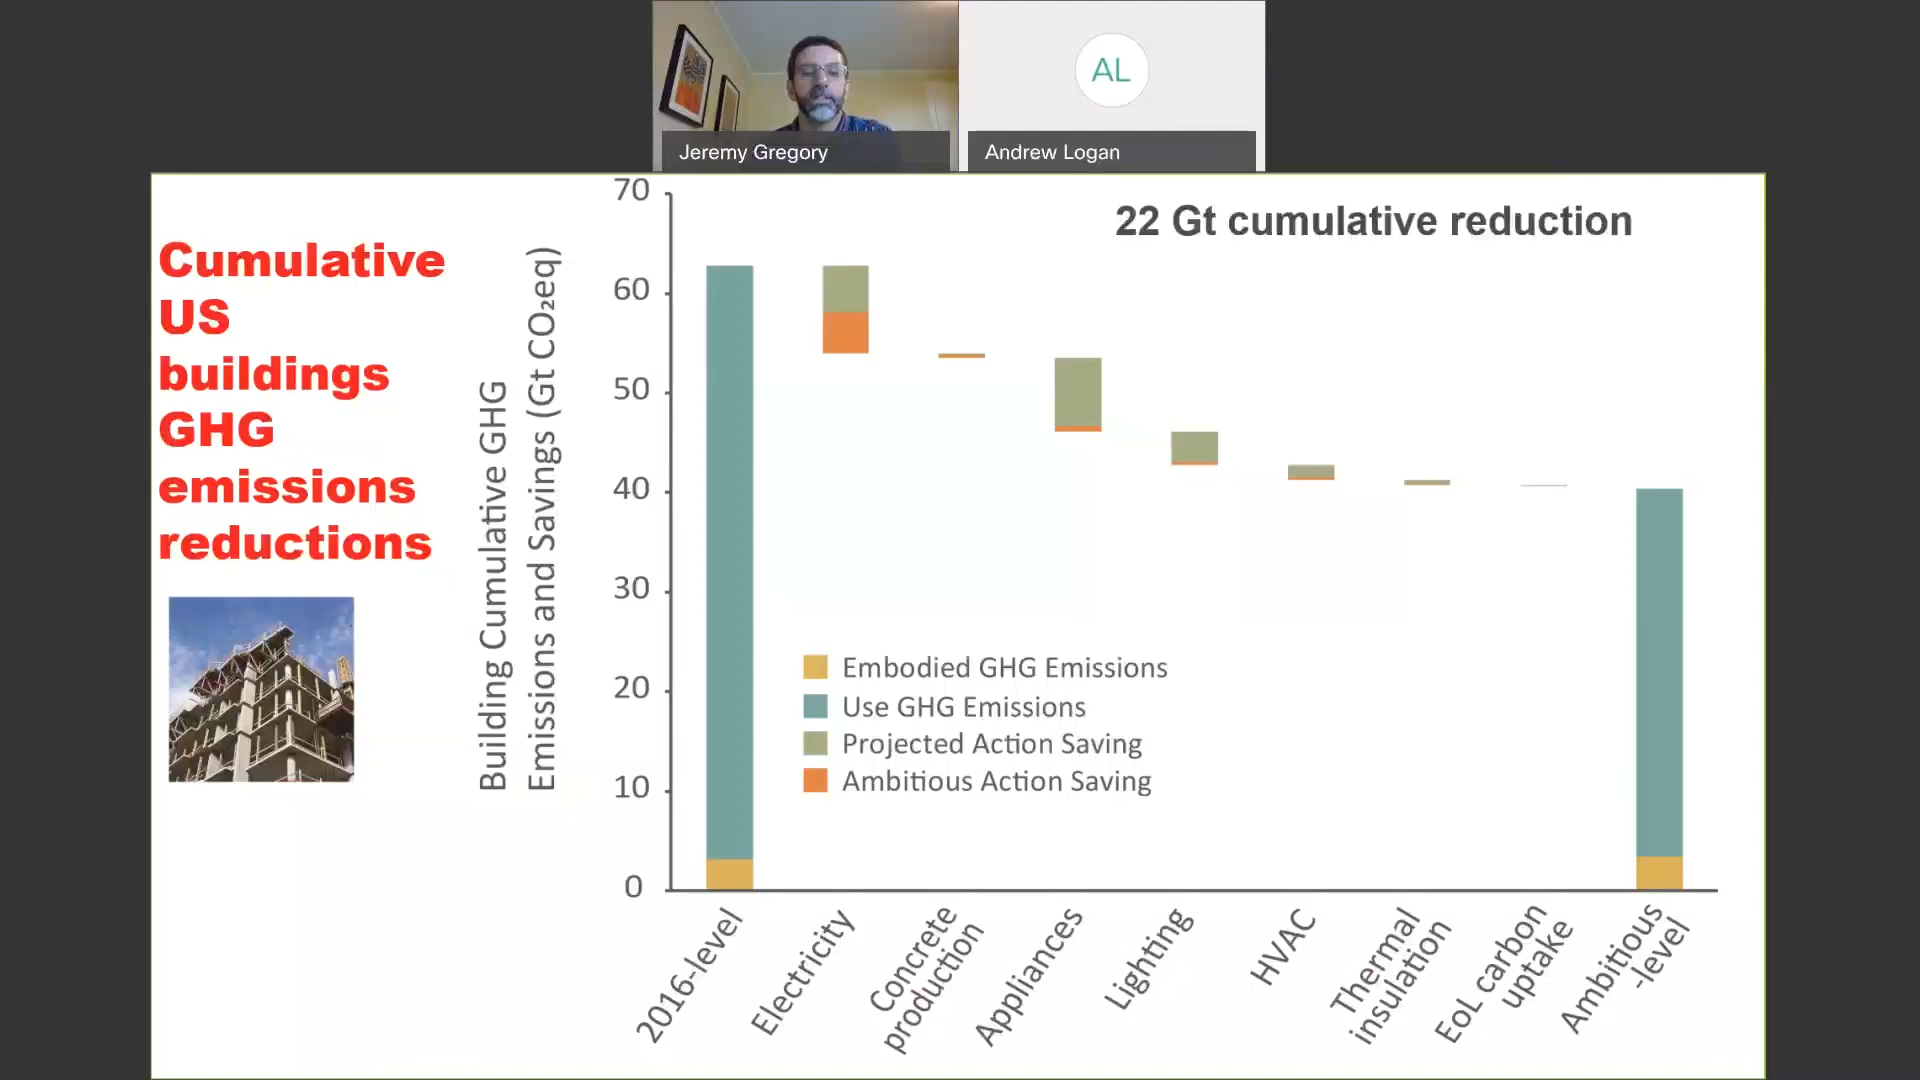 AL
Jeremy Gregory
Andrew Logan
Cumulative
US
buildings
GHG
emissions
reductions
22 Gt cumulative reduction
Building Cumulative GHG
Emissions and Savings (Gt CO₂eq)
70
60
50
40
30
20
10
0
Embodied GHG Emissions
Use GHG Emissions
Projected Action Saving
Ambitious Action Saving
2016-level
Electricity
Concrete
production
Appliances
Lighting
HVAC
Thermal
insulation
EoL carbon
uptake
Ambitious
-level